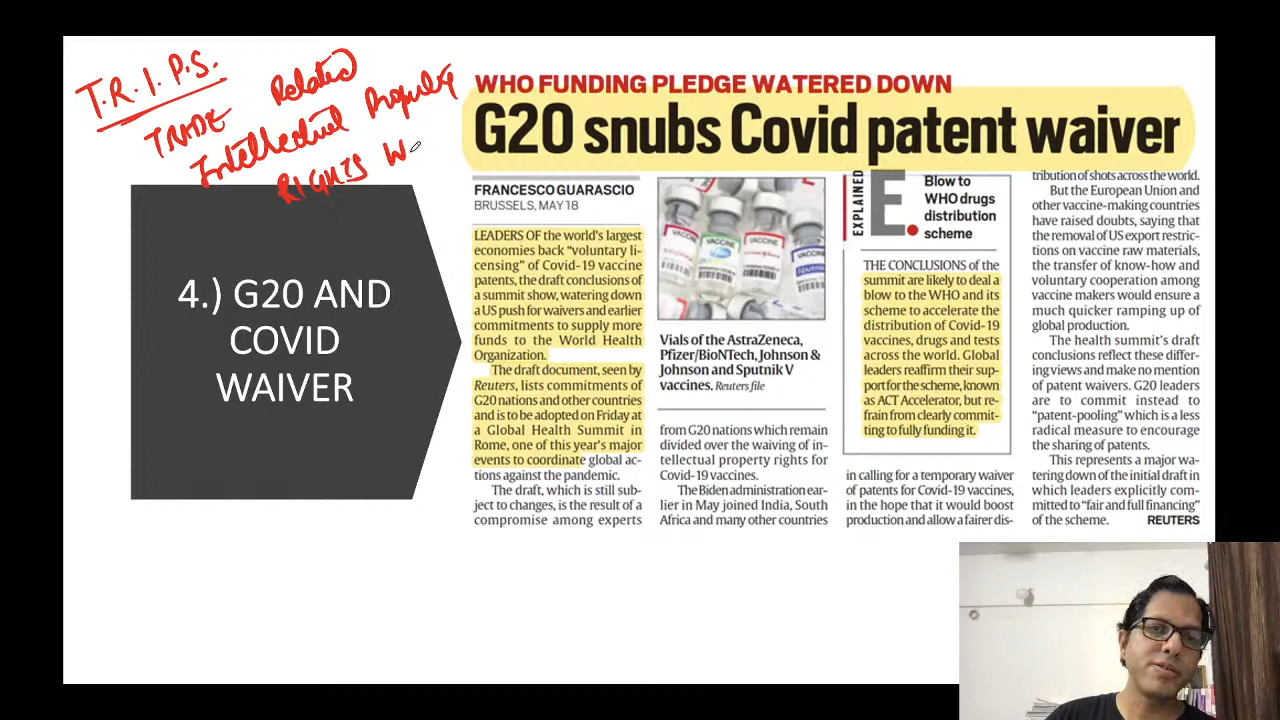 T.R.I.P.S.
TRADE Related
Intellectual Property
RIGHTS W
4.) G20 AND
COVID
WAIVER
WHO FUNDING PLEDGE WATERED DOWN
G20 snubs Covid patent waiver
FRANCESCO GUARASCIO
BRUSSELS, MAY 18
LEADERS OF the world's largest
economies back "voluntary li-
censing" of Covid-19 vaccine
patents, the draft conclusions of
a summit show, watering down
a US push for waivers and earlier
commitments to supply more
funds to the World Health
Organization.
The draft document, seen by
Reuters, lists commitments of
G20 nations and other countries
and is to be adopted on Friday at
a Global Health Summit in
Rome, one of this year's major
events to coordinate global ac-
tions against the pandemic.
The draft, which is still sub-
ject to changes, is the result of a
compromise among experts
VACCINE
VACCINE
VACCINE
VACCINE
Sputnik
Vials of the AstraZeneca,
Pfizer/BioNTech, Johnson &
Johnson and Sputnik V
vaccines. Reuters file
from G20 nations which remain
divided over the waiving of in-
tellectual property rights for
Covid-19 vaccines.
The Biden administration ear-
lier in May joined India, South
Africa and many other countries
EXPLAINED
E.
Blow to
WHO drugs
distribution
scheme
THE CONCLUSIONS of the
summit are likely to deal a
blow to the WHO and its
scheme to accelerate the
distribution of Covid-19
vaccines, drugs and tests
across the world. Global
leaders reaffirm their sup-
port for the scheme, known
as ACT Accelerator, but re-
frain from clearly commit-
ting to fully funding it.
in calling for a temporary waiver
of patents for Covid-19 vaccines,
in the hope that it would boost
production and allow a fairer dis-
tribution of shots across the world.
But the European Union and
other vaccine-making countries
have raised doubts, saying that
the removal of US export restric-
tions on vaccine raw materials,
the transfer of know-how and
voluntary cooperation among
vaccine makers would ensure a
much quicker ramping up of
global production.
The health summit's draft
conclusions reflect these differ-
ing views and make no mention
of patent waivers. G20 leaders
are to commit instead to
"patent-pooling" which is a less
radical measure to encourage
the sharing of patents.
This represents a major wa-
tering down of the initial draft in
which leaders explicitly com-
mitted to "fair and full financing"
of the scheme. REUTERS